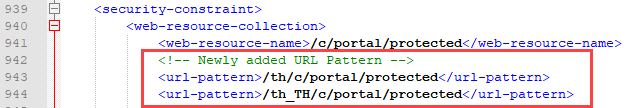 939 <security-constraint>
940 <web-resource-collection>
941 <web-resource-name>/c/portal/protected</web-resource-name>
942 <!-- Newly added URL Pattern -->
943 <url-pattern>/th/c/portal/protected</url-pattern>
944 <url-pattern>/th_TH/c/portal/protected</url-pattern>